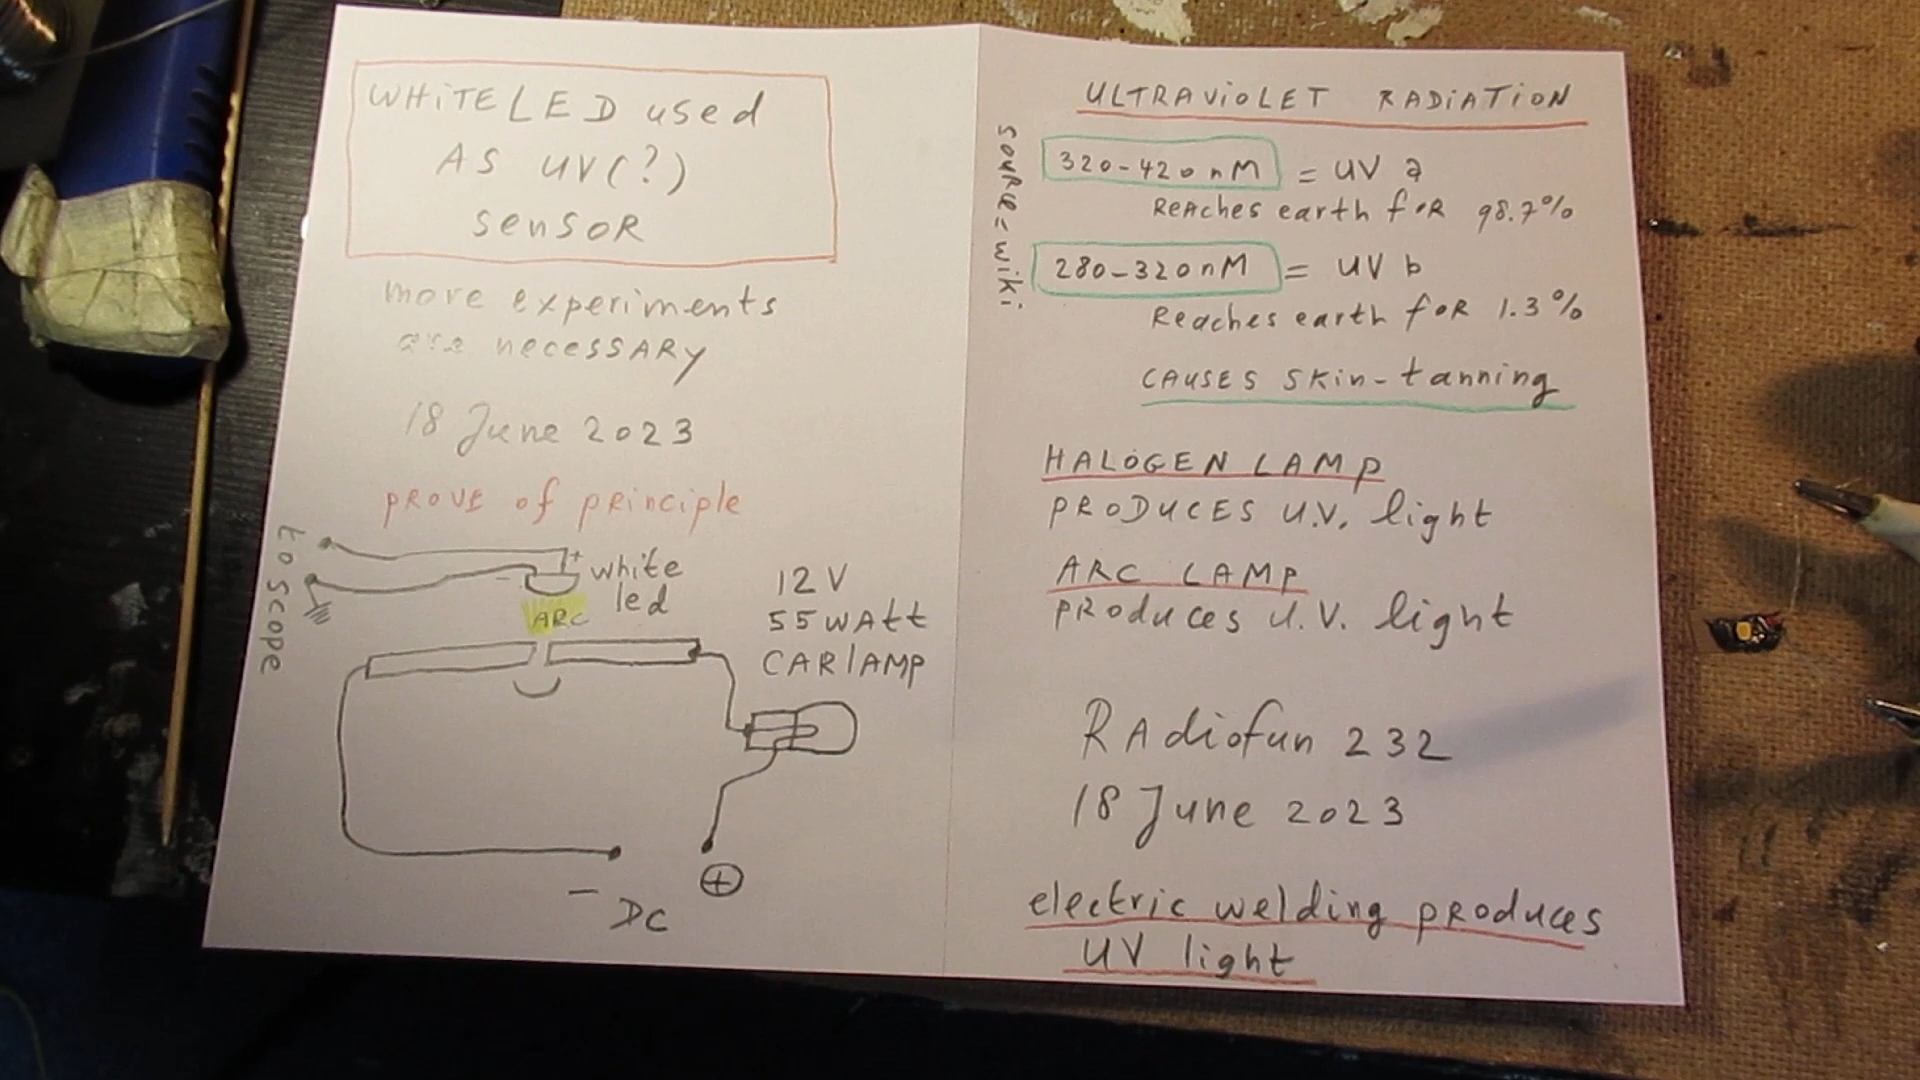 WHiTE LED used
AS UV(?)
SenSOR
more experiments
are necessARy
18 June 2023
PROVE of principle
to Scope
+
-
white
led
ARC
12 V
55 WAtt
CAR lAMP
-
+
DC
ULTRAViOLET RADiATiON
source = wiki
320-420 nM = UV a
ReAches earth foR 98.7%
280-320 nM = UV b
Reaches earth foR 1.3%
CAUSES SKin-tanning
HALOGEN LAMP
PRODUCES U.V. light
ARC LAMP
PRoduces U.V. light
RAdiofun 232
18 June 2023
electric welding pRoduces
UV light